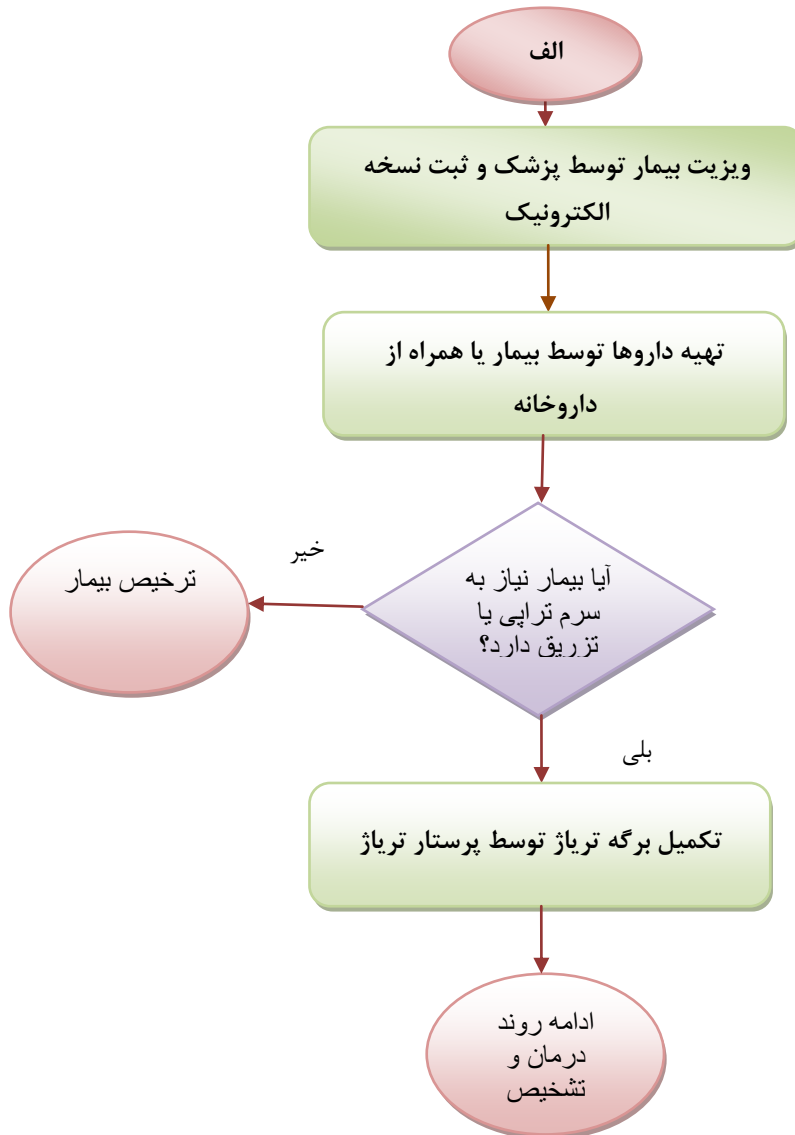 الف
ویزیت بیمار توسط پزشک و ثبت نسخه
الکترونیک
تهیه داروها توسط بیمار یا همراه از
داروخانه
خیر
ترخیص بیمار
آیا بیمار نیاز به
سرم تراپی یا
تزریق دارد؟
بلی
تکمیل برگه تریاژ توسط پرستار تریاژ
ادامه روند
درمان و
تشخیص